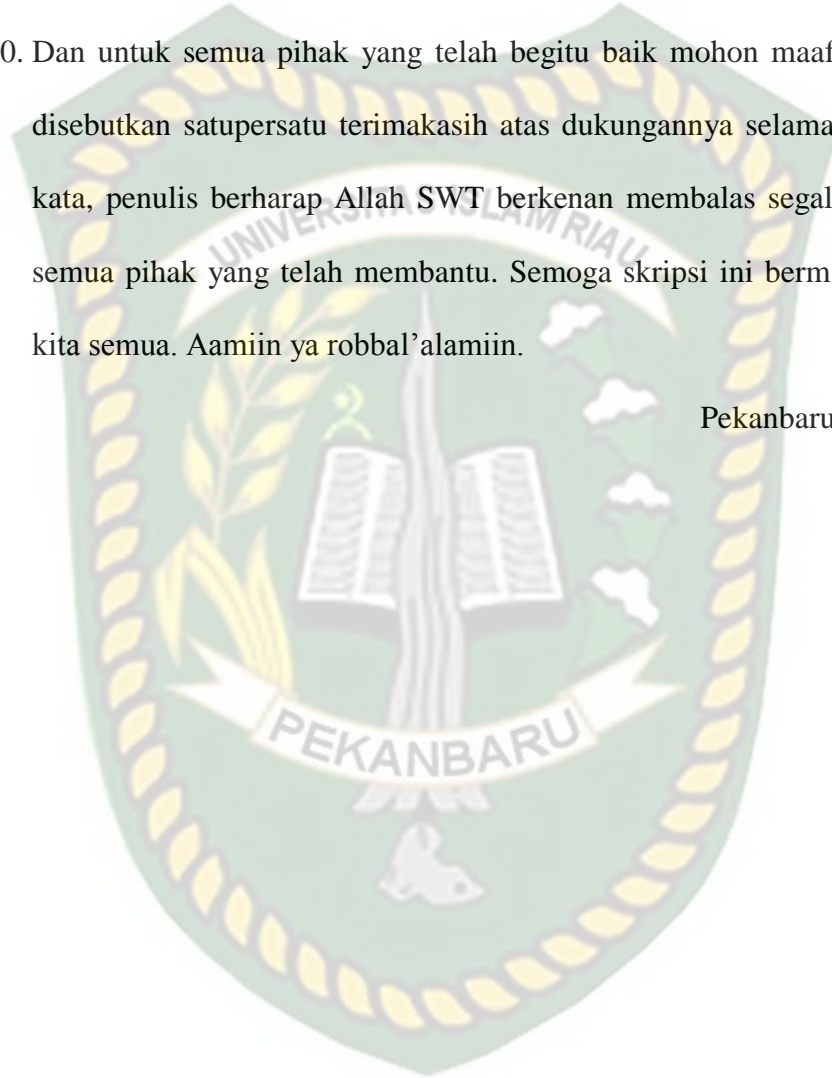 0. Dan untuk semua pihak yang telah begitu baik mohon maaf
disebutkan satupersatu terimakasih atas dukungannya selama
kata, penulis berharap Allah SWT berkenan membalas segal
UNIVERSITAS ISLAM RIAU
semua pihak yang telah membantu. Semoga skripsi ini berm
kita semua. Aamiin ya robbal’alamiin.
Pekanbaru
PEKANBARU